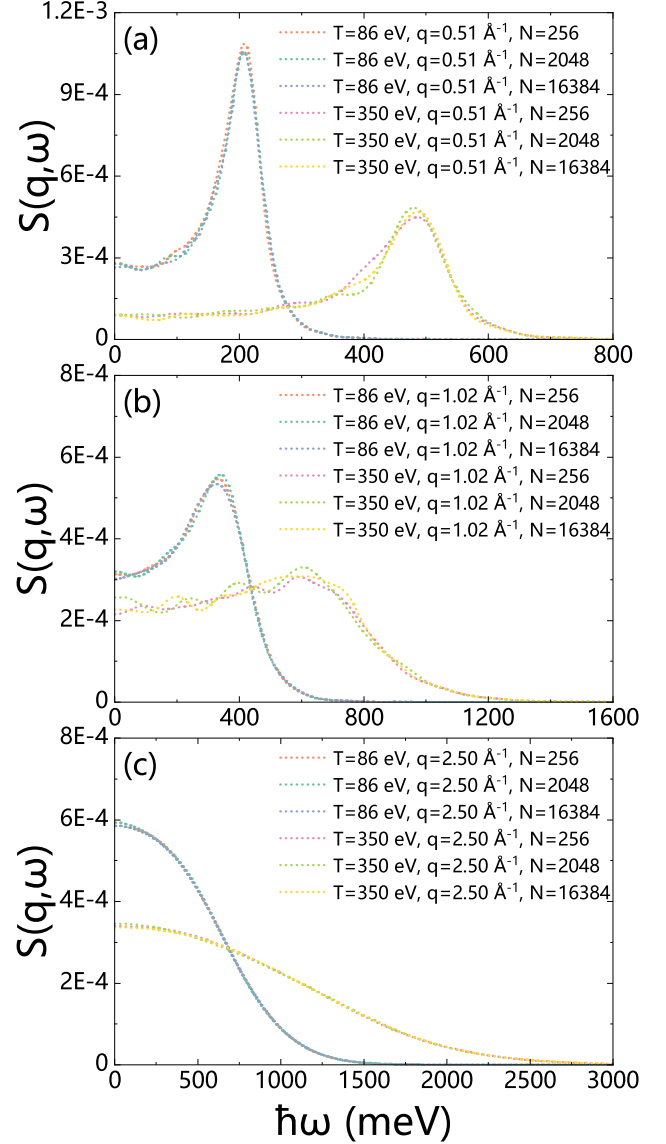 (a)
T=86 eV, q=0.51 Å⁻¹, N=256
T=86 eV, q=0.51 Å⁻¹, N=2048
T=86 eV, q=0.51 Å⁻¹, N=16384
T=350 eV, q=0.51 Å⁻¹, N=256
T=350 eV, q=0.51 Å⁻¹, N=2048
T=350 eV, q=0.51 Å⁻¹, N=16384
1.2E-3
9E-4
6E-4
3E-4
0
S(q,ω)
0 200 400 600 800
(b)
T=86 eV, q=1.02 Å⁻¹, N=256
T=86 eV, q=1.02 Å⁻¹, N=2048
T=86 eV, q=1.02 Å⁻¹, N=16384
T=350 eV, q=1.02 Å⁻¹, N=256
T=350 eV, q=1.02 Å⁻¹, N=2048
T=350 eV, q=1.02 Å⁻¹, N=16384
8E-4
6E-4
4E-4
2E-4
0
S(q,ω)
0 400 800 1200 1600
(c)
T=86 eV, q=2.50 Å⁻¹, N=256
T=86 eV, q=2.50 Å⁻¹, N=2048
T=86 eV, q=2.50 Å⁻¹, N=16384
T=350 eV, q=2.50 Å⁻¹, N=256
T=350 eV, q=2.50 Å⁻¹, N=2048
T=350 eV, q=2.50 Å⁻¹, N=16384
8E-4
6E-4
4E-4
2E-4
0
S(q,ω)
0 500 1000 1500 2000 2500 3000
ħω (meV)